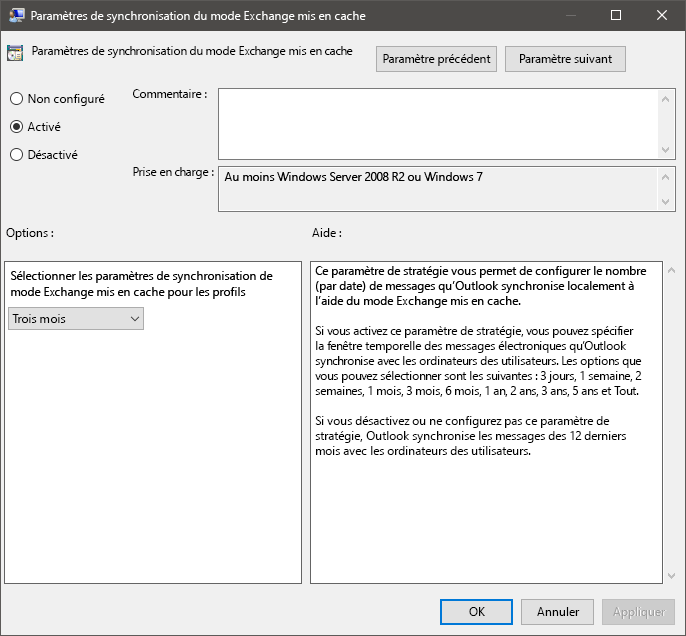 Paramètres de synchronisation du mode Exchange mis en cache
Paramètres de synchronisation du mode Exchange mis en cache
Paramètre précédent
Paramètre suivant
Non configuré
Activé
Désactivé
Commentaire :
Prise en charge :
Au moins Windows Server 2008 R2 ou Windows 7
Options :
Aide :
Sélectionner les paramètres de synchronisation de
mode Exchange mis en cache pour les profils
Trois mois
Ce paramètre de stratégie vous permet de configurer le nombre
(par date) de messages qu’Outlook synchronise localement à
l’aide du mode Exchange mis en cache.
Si vous activez ce paramètre de stratégie, vous pouvez spécifier
la fenêtre temporelle des messages électroniques qu’Outlook
synchronise avec les ordinateurs des utilisateurs. Les options que
vous pouvez sélectionner sont les suivantes : 3 jours, 1 semaine, 2
semaines, 1 mois, 3 mois, 6 mois, 1 an, 2 ans, 3 ans, 5 ans et Tout.
Si vous désactivez ou ne configurez pas ce paramètre de
stratégie, Outlook synchronise les messages des 12 derniers
mois avec les ordinateurs des utilisateurs.
OK
Annuler
Appliquer